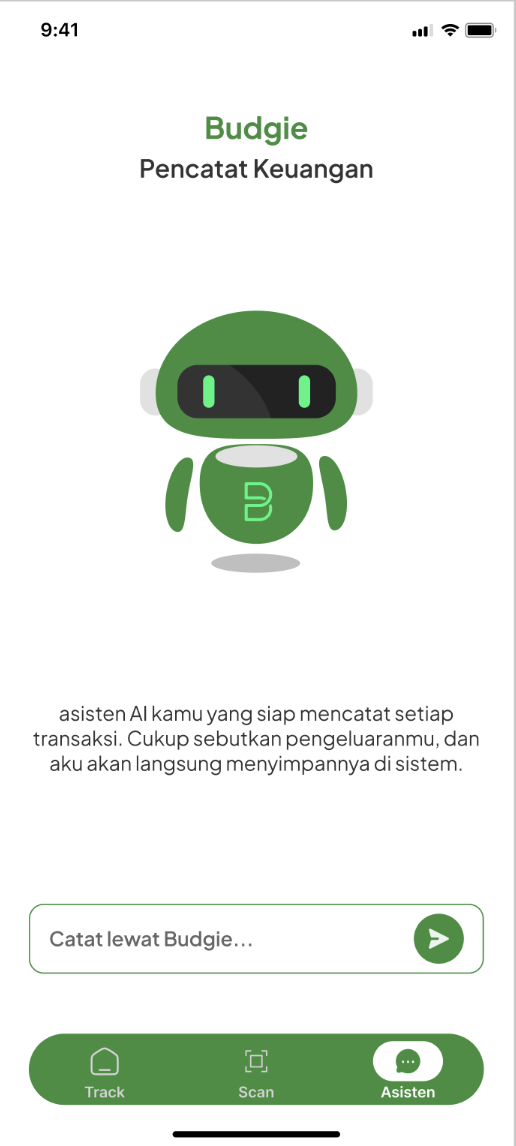 9:41
Budgie
Pencatat Keuangan
B
asisten AI kamu yang siap mencatat setiap
transaksi. Cukup sebutkan pengeluaranmu, dan
aku akan langsung menyimpannya di sistem.
Catat lewat Budgie...
Track
Scan
Asisten